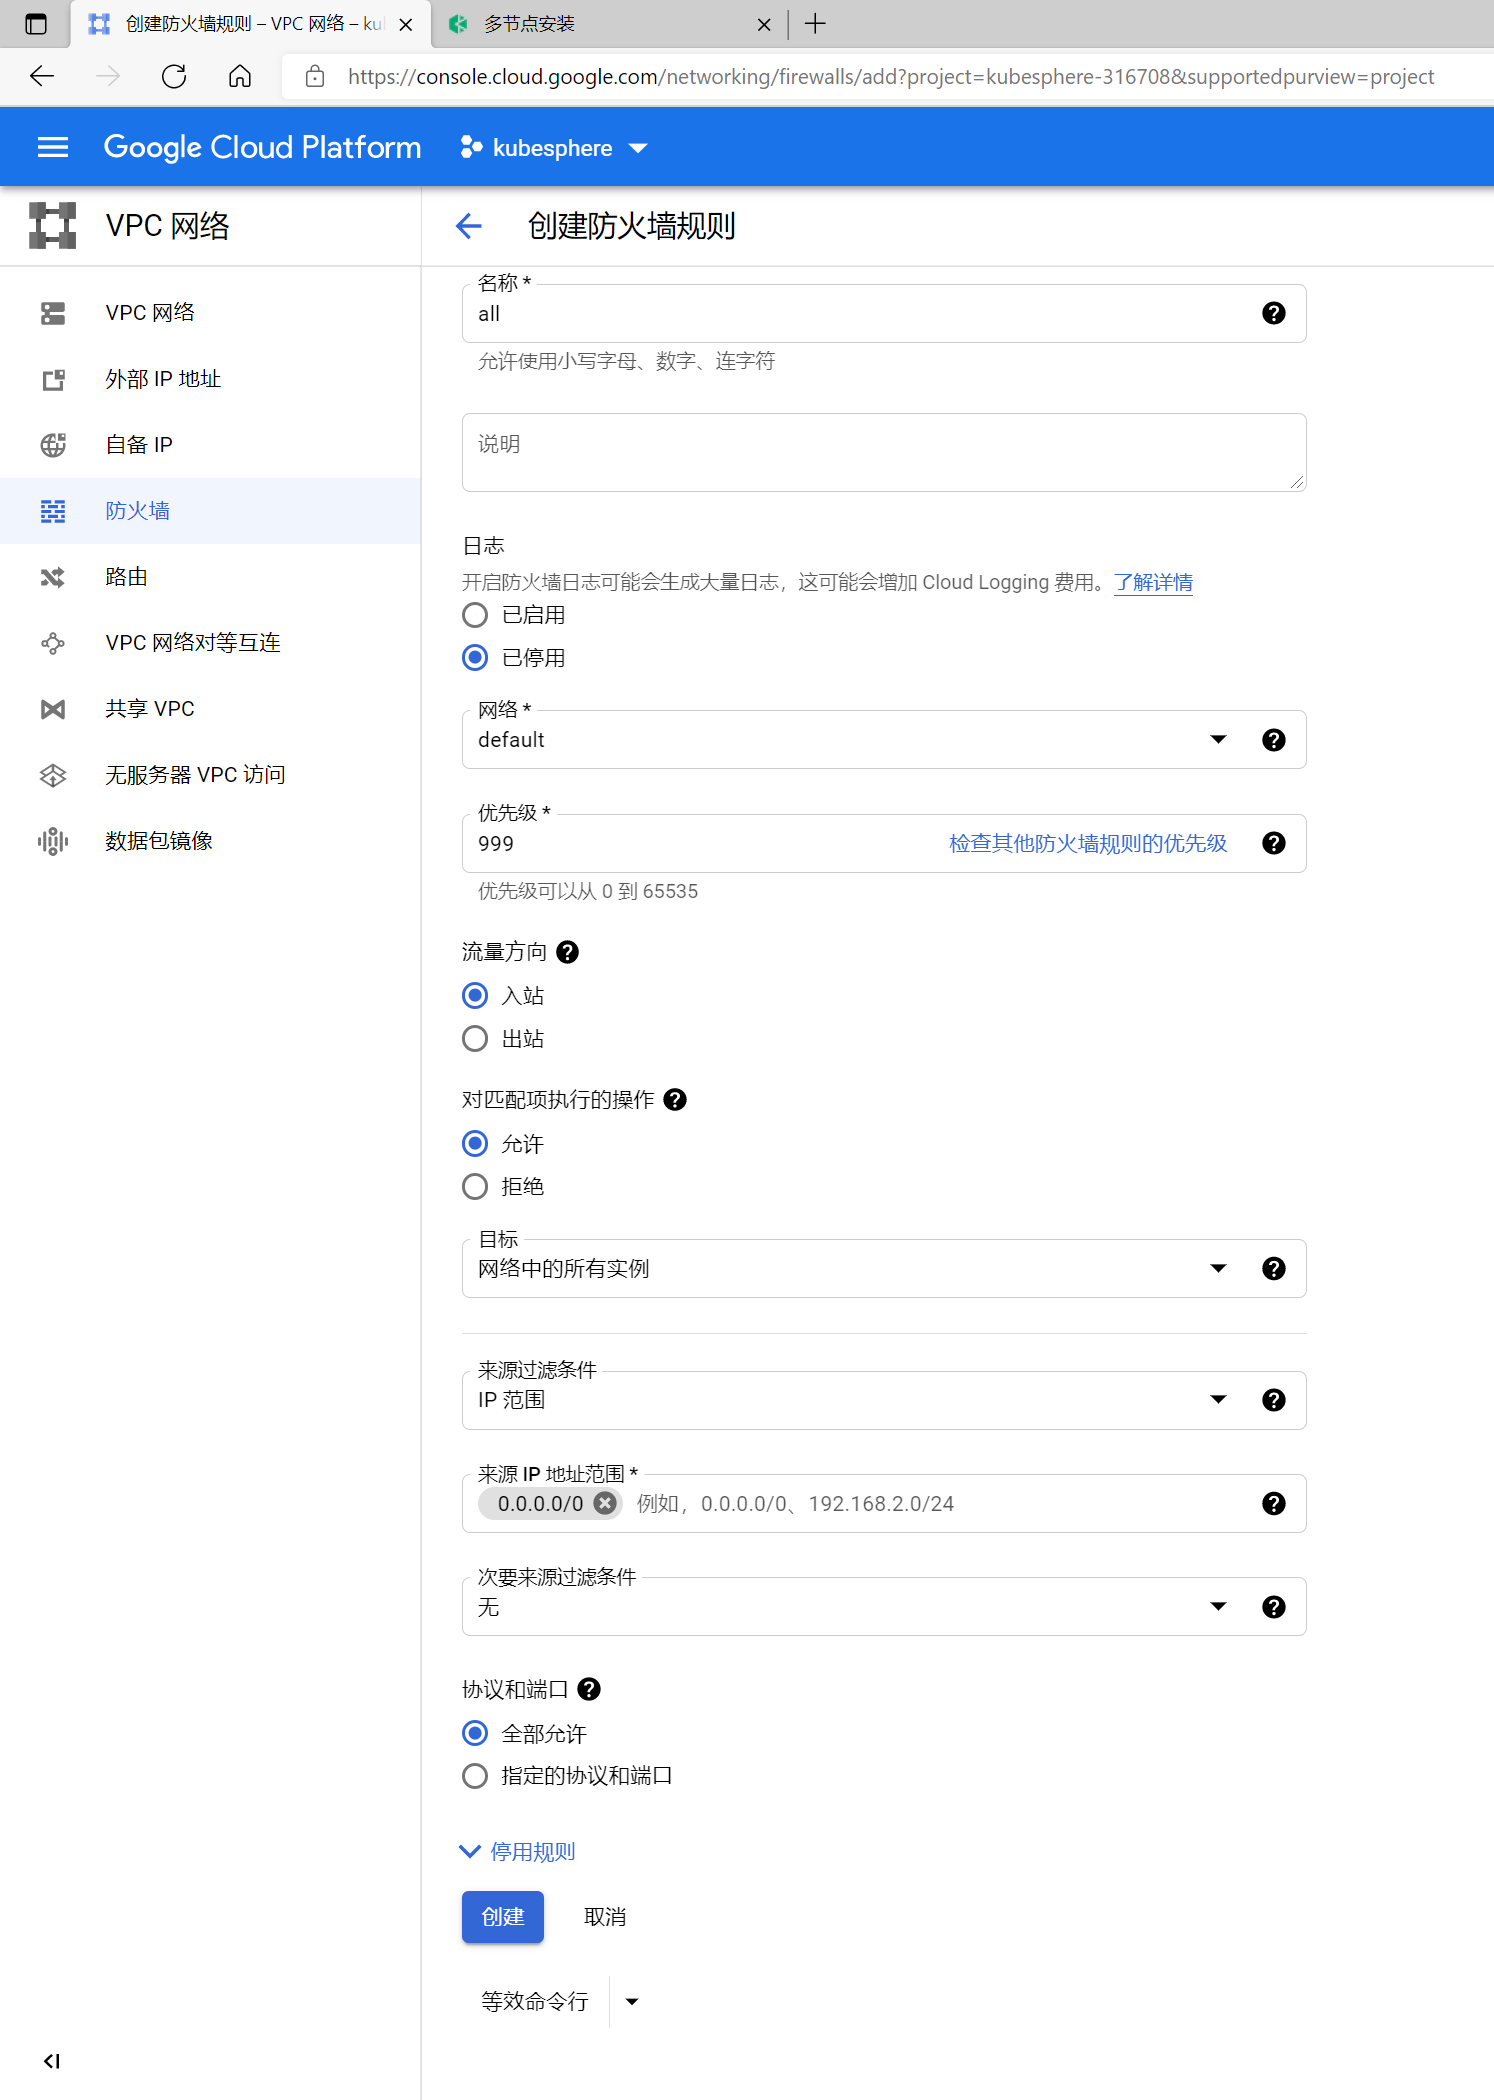 创建防火墙规则 – VPC 网络 – ku
多节点安装
https://console.cloud.google.com/networking/firewalls/add?project=kubesphere-316708&supportedpurview=project
Google Cloud Platform
kubesphere
VPC 网络
创建防火墙规则
VPC 网络
外部 IP 地址
自备 IP
防火墙
路由
VPC 网络对等互连
共享 VPC
无服务器 VPC 访问
数据包镜像
名称 *
all
允许使用小写字母、数字、连字符
说明
日志
开启防火墙日志可能会生成大量日志，这可能会增加 Cloud Logging 费用。了解详情
已启用
已停用
网络 *
default
优先级 *
999
检查其他防火墙规则的优先级
优先级可以从 0 到 65535
流量方向
入站
出站
对匹配项执行的操作
允许
拒绝
目标
网络中的所有实例
来源过滤条件
IP 范围
来源 IP 地址范围 *
0.0.0.0/0 例如，0.0.0.0/0、192.168.2.0/24
次要来源过滤条件
无
协议和端口
全部允许
指定的协议和端口
停用规则
创建
取消
等效命令行